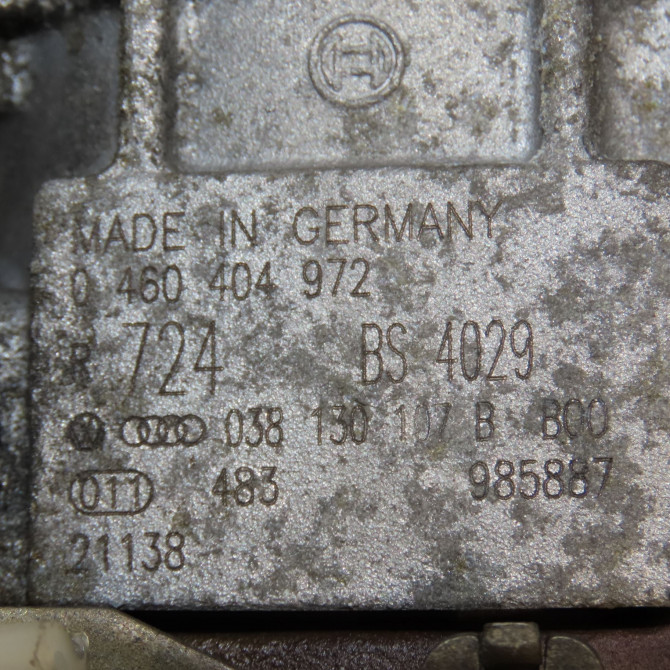 MADE IN GERMANY
0 460 404 972
R 724 BS 4029
038 130 107 B B00
011 483 985887
21138